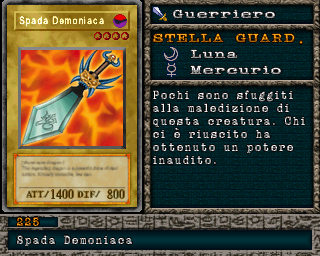 Spada Demoniaca
ATT/1400 DIF/ 800
Guerriero
STELLA GUARD.
Luna
Mercurio
Pochi sono sfuggiti
alla maledizione di
questa creatura. Chi
ci è riuscito ha
ottenuto un potere
inaudito.
225
Spada Demoniaca